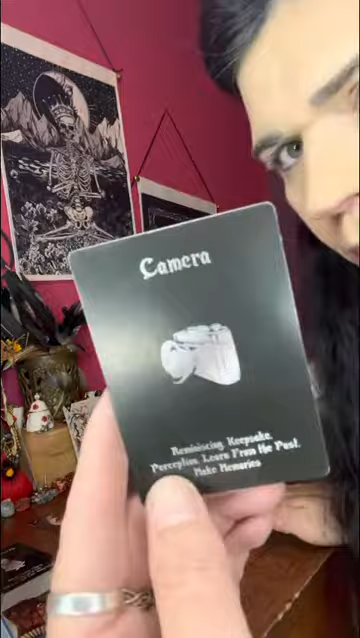 Camera
Reminiscing, Keepsake,
Perception, Learn From the Past,
Make Memories